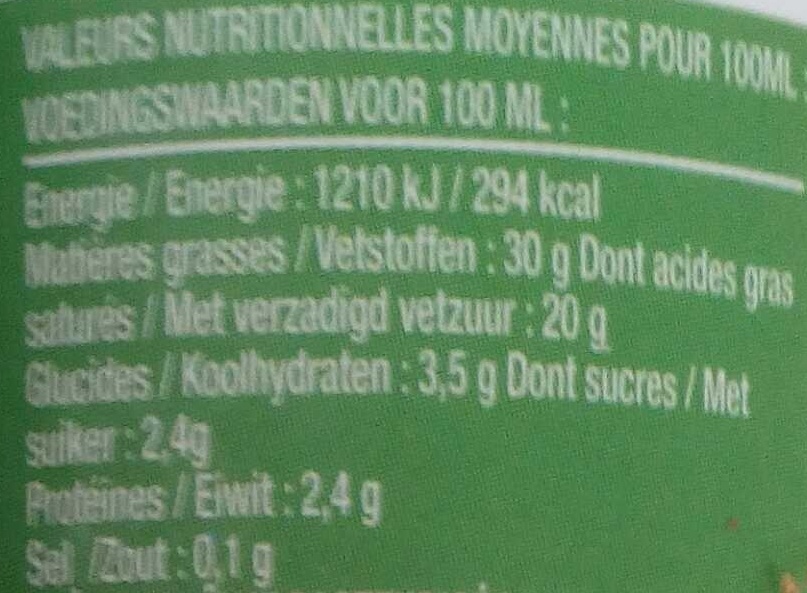 VALEURS NUTRITIONNELLES MOYENNES POUR 100ML :
VOEDINGSWAARDEN VOOR 100 ML :
Energie / Energie : 1210 kJ / 294 kcal
Matières grasses / Vetstoffen : 30 g Dont acides gras
saturés / Met verzadigd vetzuur : 20 g
Glucides / Koolhydraten : 3,5 g Dont sucres / Met
suiker : 2,4g
Protéines / Eiwit : 2,4 g
Sel /Zout : 0,1 g